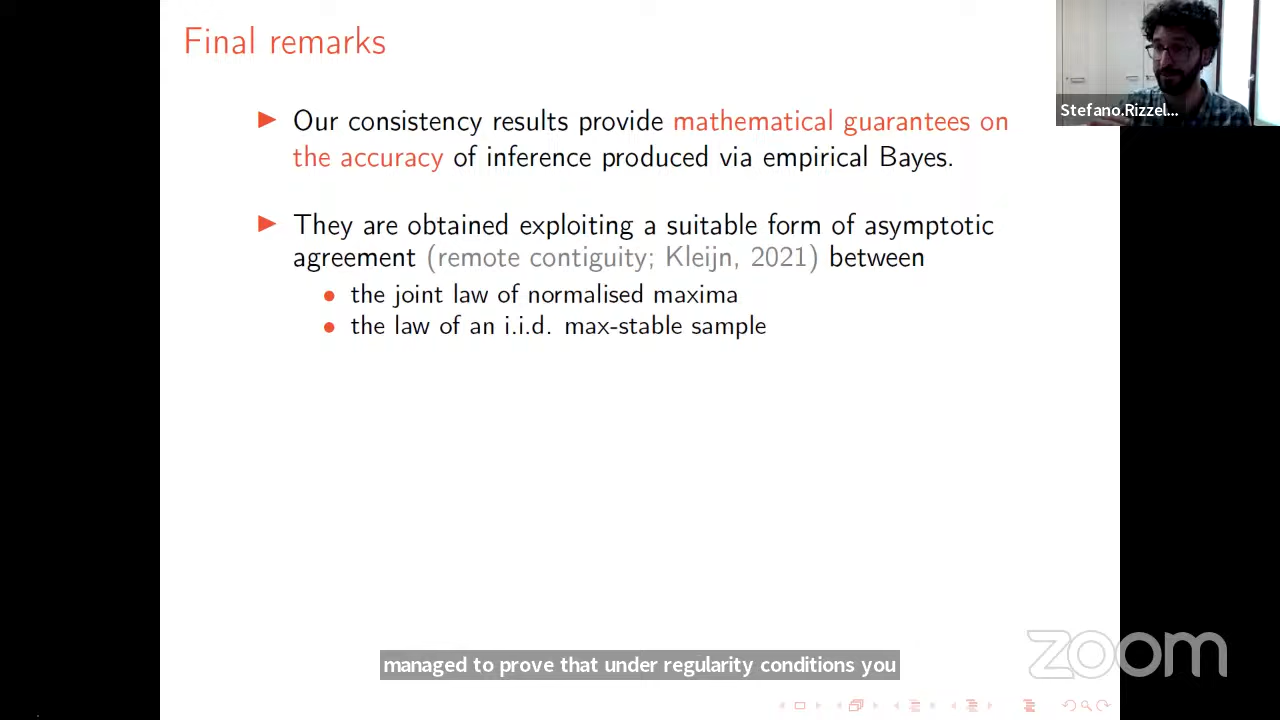 Final remarks
Stefano.Rizzel...
Our consistency results provide mathematical guarantees on
the accuracy of inference produced via empirical Bayes.
They are obtained exploiting a suitable form of asymptotic
agreement (remote contiguity; Kleijn, 2021) between
the joint law of normalised maxima
the law of an i.i.d. max-stable sample
managed to prove that under regularity conditions you
zoom